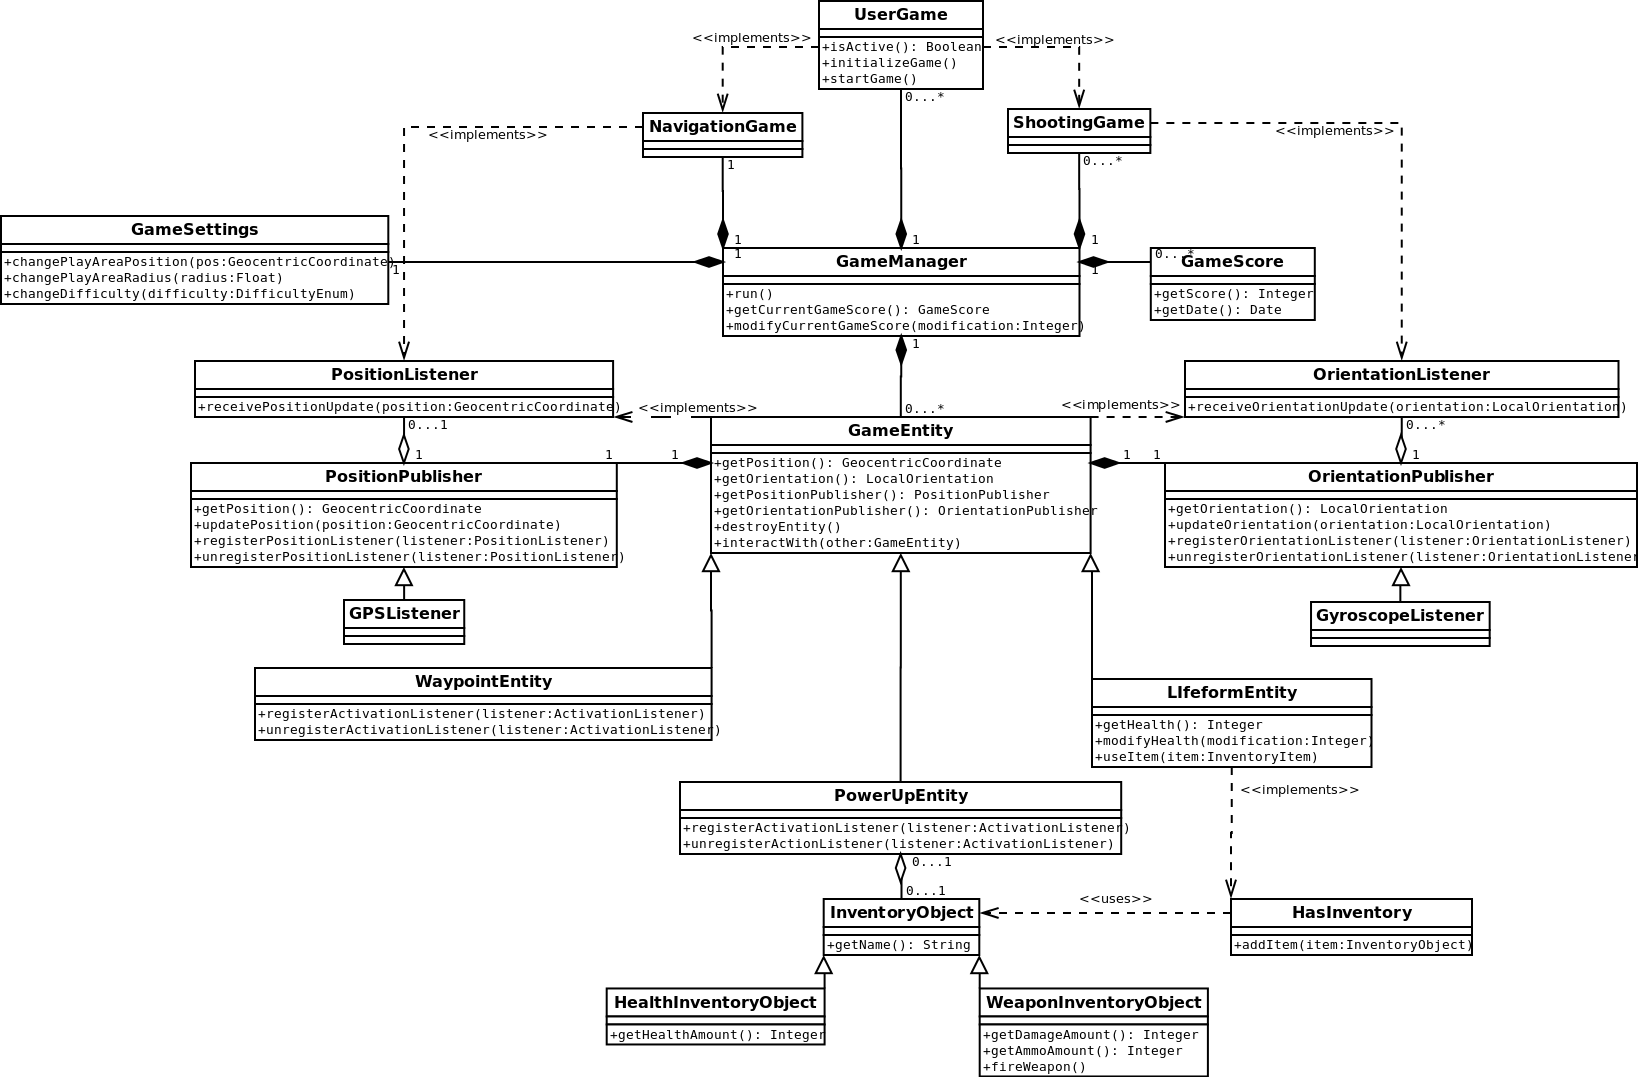 UserGame
+isActive(): Boolean
+initializeGame()
+startGame()
<<implements>>
<<implements>>
0...*
NavigationGame
1
ShootingGame
0...*
<<implements>>
<<implements>>
GameSettings
+changePlayAreaPosition(pos:GeocentricCoordinate)
+changePlayAreaRadius(radius:Float)
+changeDifficulty(difficulty:DifficultyEnum)
1
1
1
1
1
1
GameManager
+run()
+getCurrentGameScore(): GameScore
+modifyCurrentGameScore(modification:Integer)
0...*
GameScore
+getScore(): Integer
+getDate(): Date
1
0...*
PositionListener
+receivePositionUpdate(position:GeocentricCoordinate)
<<implements>>
<<implements>>
OrientationListener
+receiveOrientationUpdate(orientation:LocalOrientation)
0...1
1
1
1
0...*
1
1
1
PositionPublisher
+getPosition(): GeocentricCoordinate
+updatePosition(position:GeocentricCoordinate)
+registerPositionListener(listener:PositionListener)
+unregisterPositionListener(listener:PositionListener)
GameEntity
+getPosition(): GeocentricCoordinate
+getOrientation(): LocalOrientation
+getPositionPublisher(): PositionPublisher
+getOrientationPublisher(): OrientationPublisher
+destroyEntity()
+interactWith(other:GameEntity)
OrientationPublisher
+getOrientation(): LocalOrientation
+updateOrientation(orientation:LocalOrientation)
+registerOrientationListener(listener:OrientationListener)
+unregisterOrientationListener(listener:OrientationListener
GPSListener
GyroscopeListener
WaypointEntity
+registerActivationListener(listener:ActivationListener)
+unregisterActivationListener(listener:ActivationListener)
LIfeformEntity
+getHealth(): Integer
+modifyHealth(modification:Integer)
+useItem(item:InventoryItem)
<<implements>>
PowerUpEntity
+registerActivationListener(listener:ActivationListener)
+unregisterActionListener(listener:ActivationListener)
0...1
0...1
<<uses>>
InventoryObject
+getName(): String
HasInventory
+addItem(item:InventoryObject)
HealthInventoryObject
+getHealthAmount(): Integer
WeaponInventoryObject
+getDamageAmount(): Integer
+getAmmoAmount(): Integer
+fireWeapon()